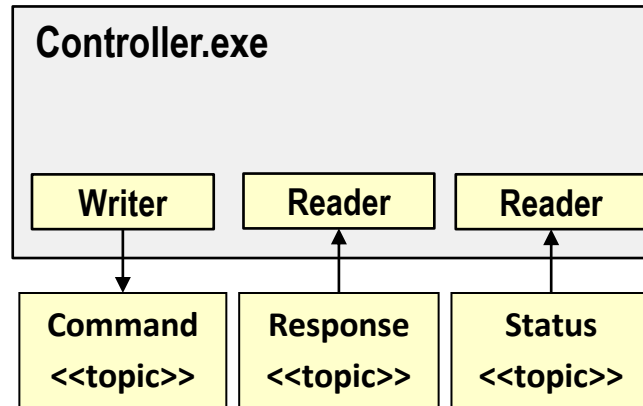 Controller.exe
Writer
Reader
Reader
Command
<<topic>>
Response
<<topic>>
Status
<<topic>>